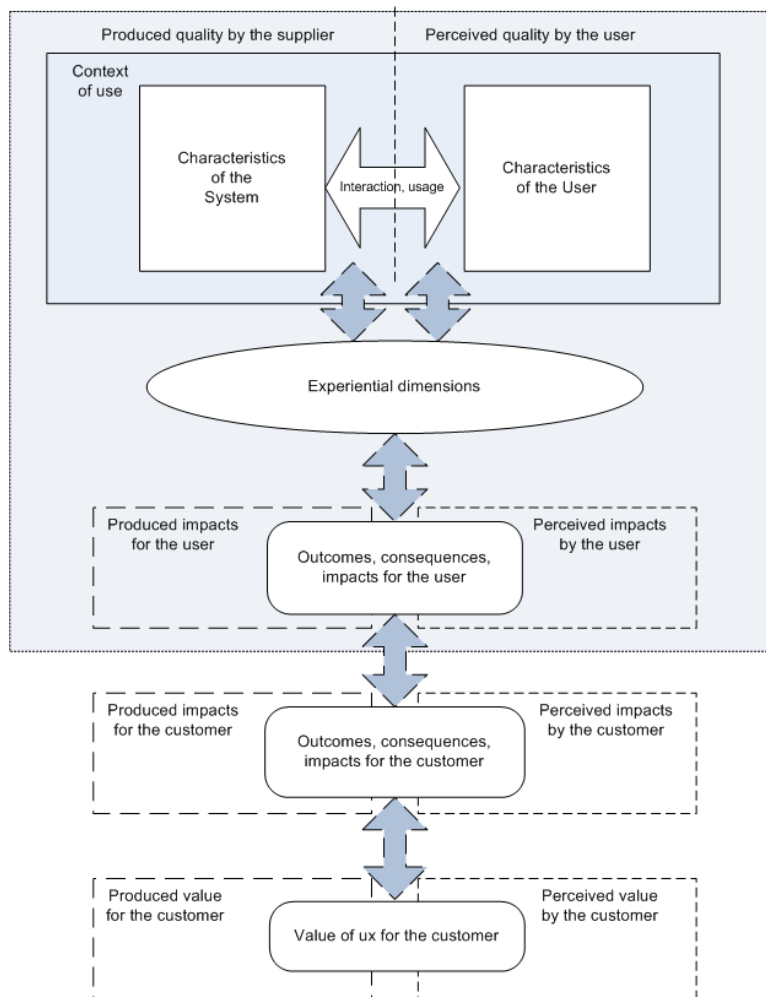 Produced quality by the supplier
Perceived quality by the user
Context
of use
Characteristics
of the
System
Interaction, usage
Characteristics
of the User
Experiential dimensions
Produced impacts
for the user
Outcomes, consequences,
impacts for the user
Perceived impacts
by the user
Produced impacts
for the customer
Outcomes, consequences,
impacts for the customer
Perceived impacts
by the customer
Produced value
for the customer
Value of ux for the customer
Perceived value
by the customer